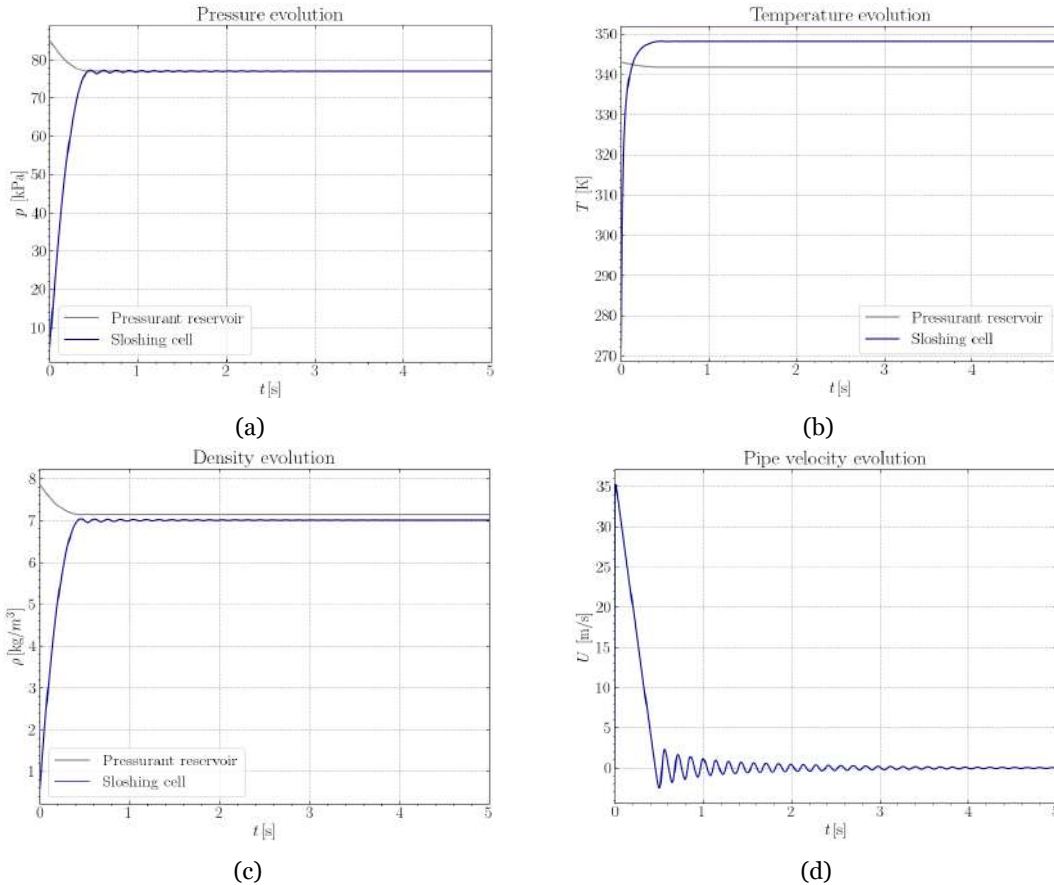 Pressure evolution
p [kPa]
80
70
60
50
40
30
20
10
Pressurant reservoir
Sloshing cell
0 1 2 3 4 5
t [s]
(a)
Temperature evolution
T [K]
350
340
330
320
310
300
290
280
270
Pressurant reservoir
Sloshing cell
0 1 2 3 4 5
t [s]
(b)
Density evolution
ρ [kg/m³]
8
7
6
5
4
3
2
1
Pressurant reservoir
Sloshing cell
0 1 2 3 4 5
t [s]
(c)
Pipe velocity evolution
U [m/s]
35
30
25
20
15
10
5
0
0 1 2 3 4 5
t [s]
(d)